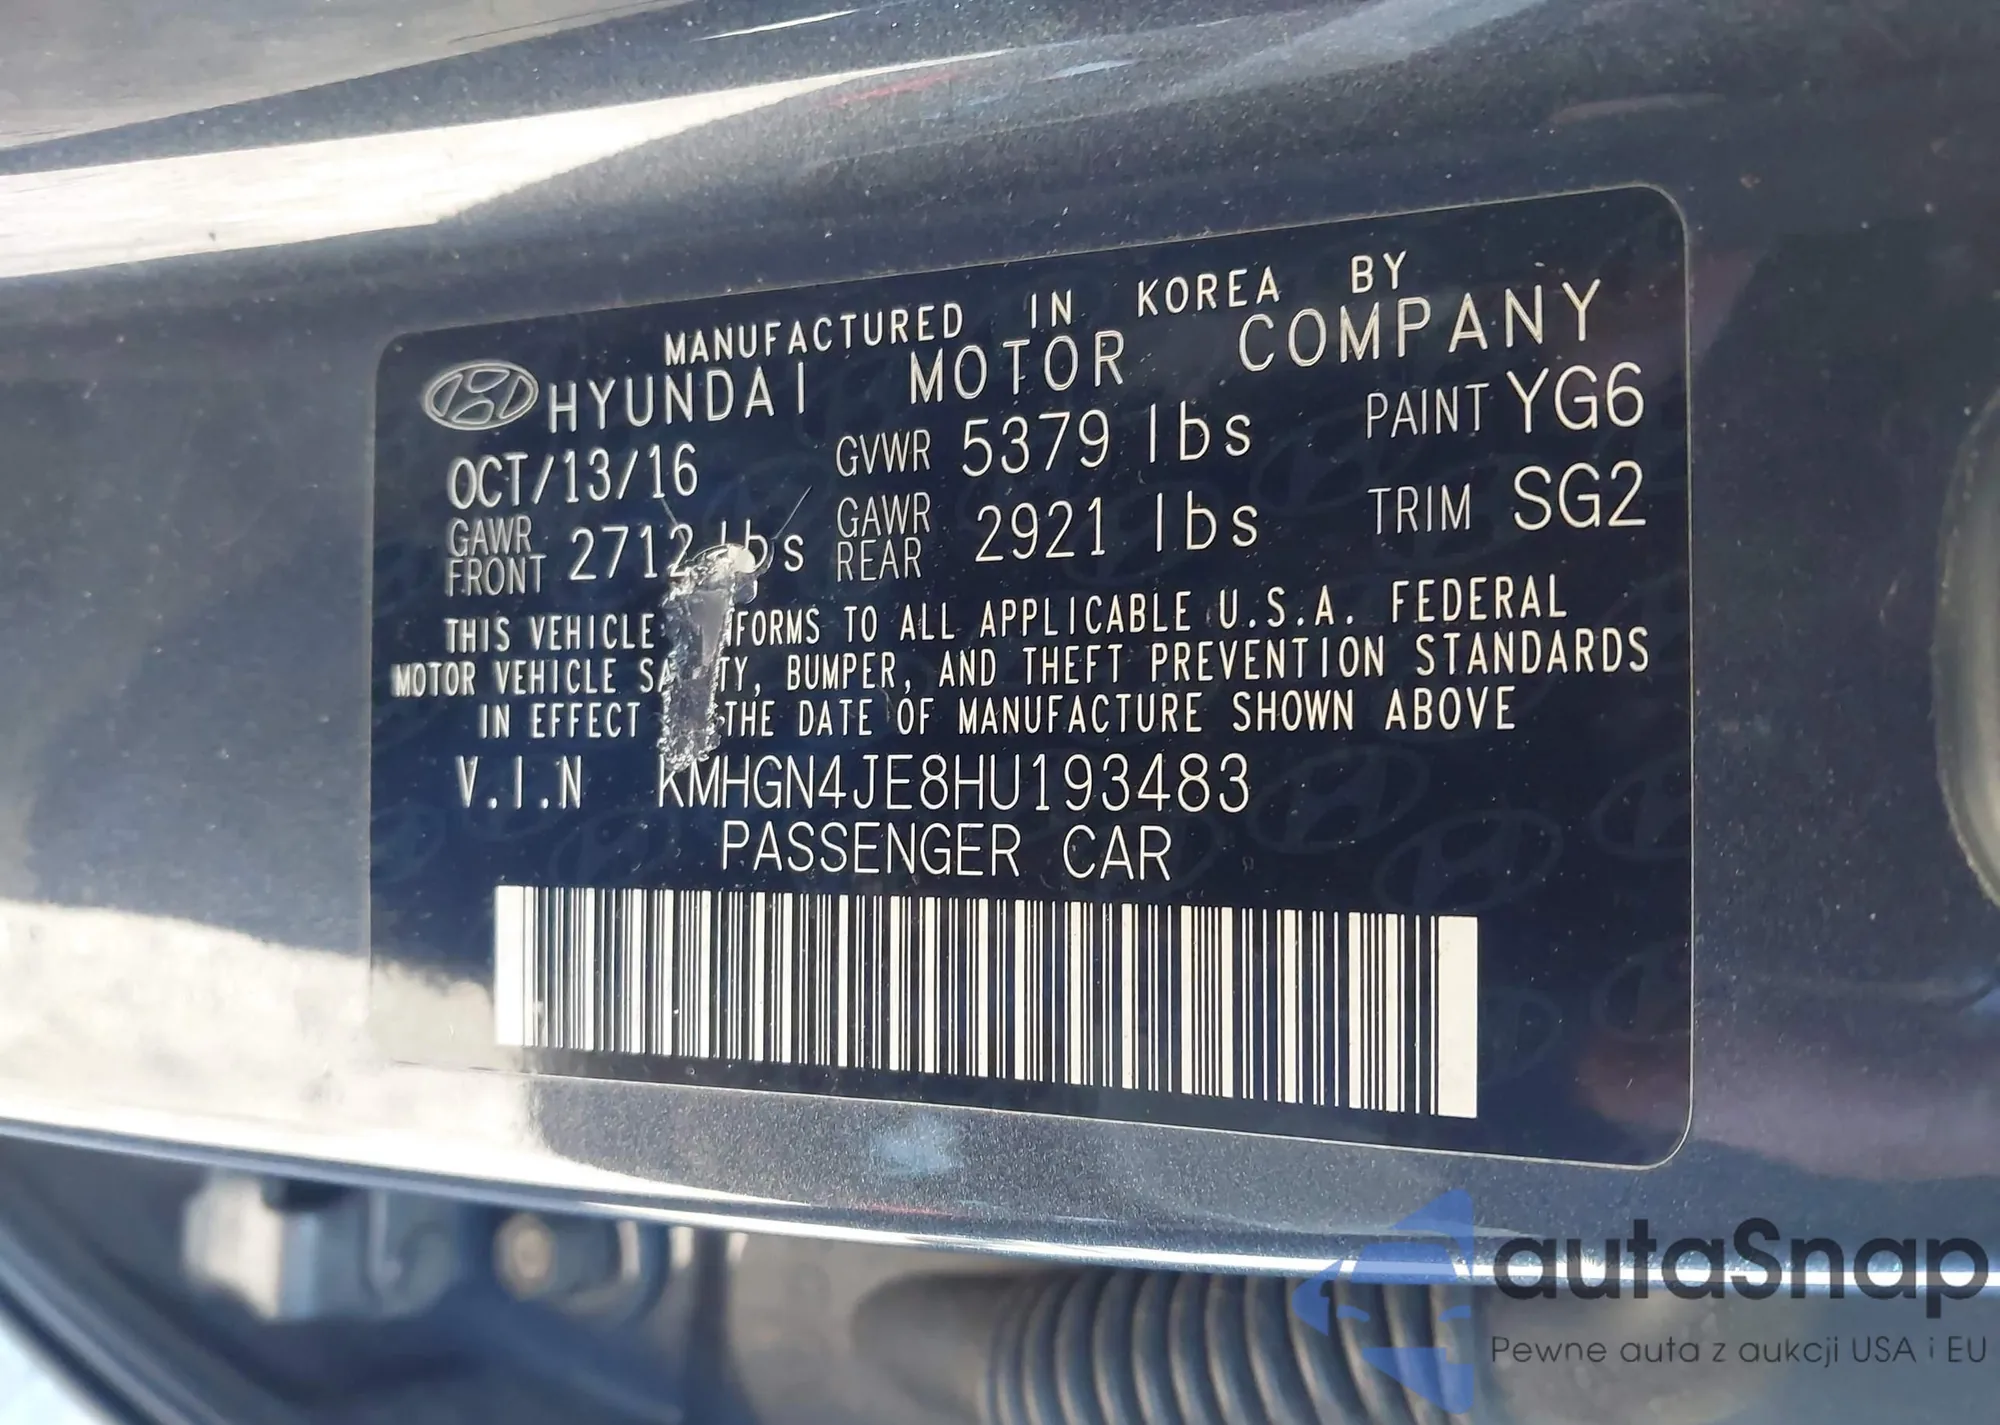 MANUFACTURED IN KOREA BY
HYUNDAI MOTOR COMPANY
OCT/13/16 GVWR 5379 lbs PAINT YG6
GAWR FRONT 2712 lbs GAWR REAR 2921 lbs TRIM SG2
THIS VEHICLE FORMS TO ALL APPLICABLE U.S.A. FEDERAL
MOTOR VEHICLE SA TY, BUMPER, AND THEFT PREVENTION STANDARDS
IN EFFECT THE DATE OF MANUFACTURE SHOWN ABOVE
V.I.N KMHGN4JE8HU193483
PASSENGER CAR
autaSnap
Pewne auta z aukcji USA i EU